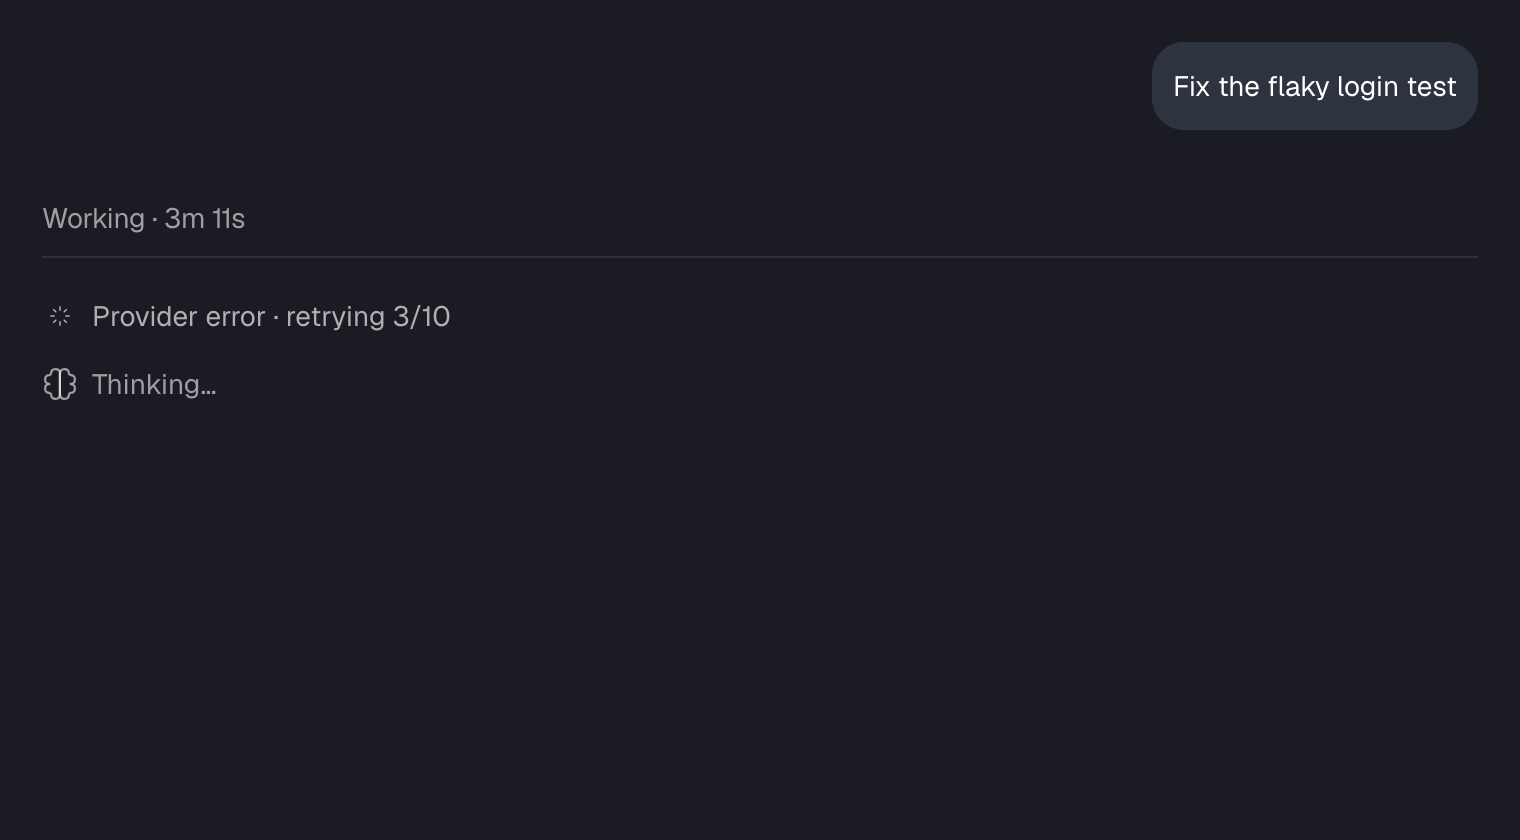 Fix the flaky login test
Working · 3m 11s
Provider error · retrying 3/10
Thinking...